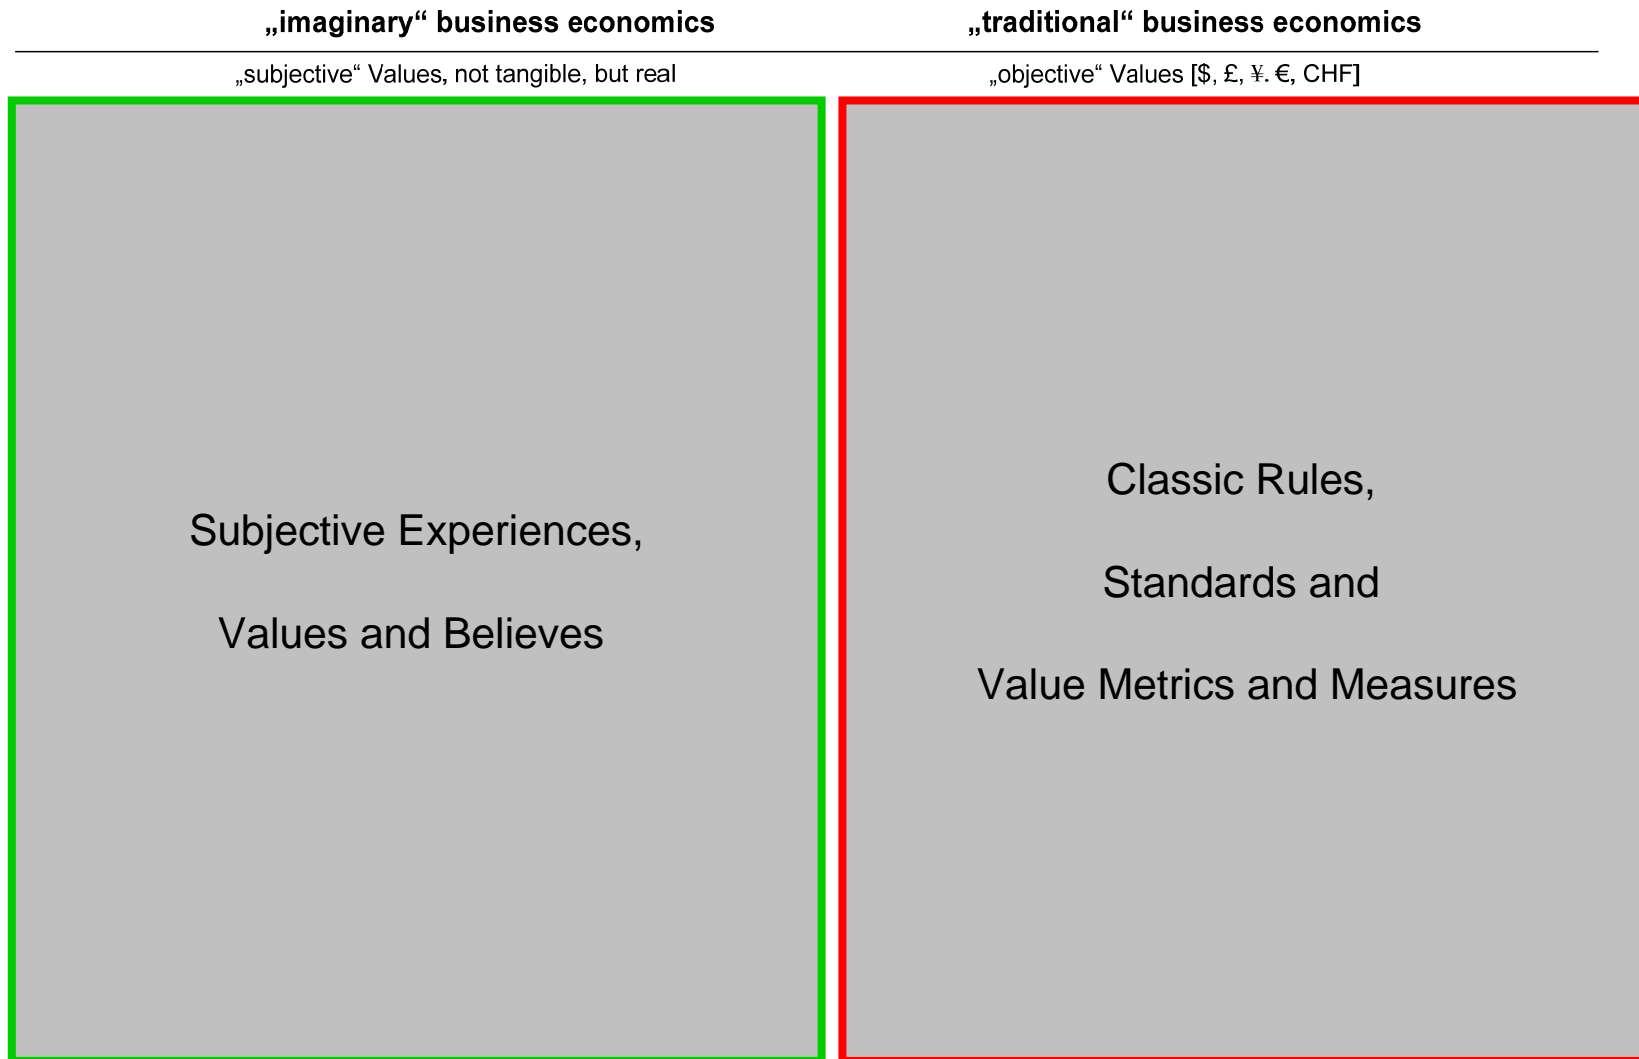 „imaginary“ business economics
„traditional“ business economics
„subjective“ Values, not tangible, but real
„objective“ Values [$, £, ¥. €, CHF]
Subjective Experiences,
Values and Believes
Classic Rules,
Standards and
Value Metrics and Measures